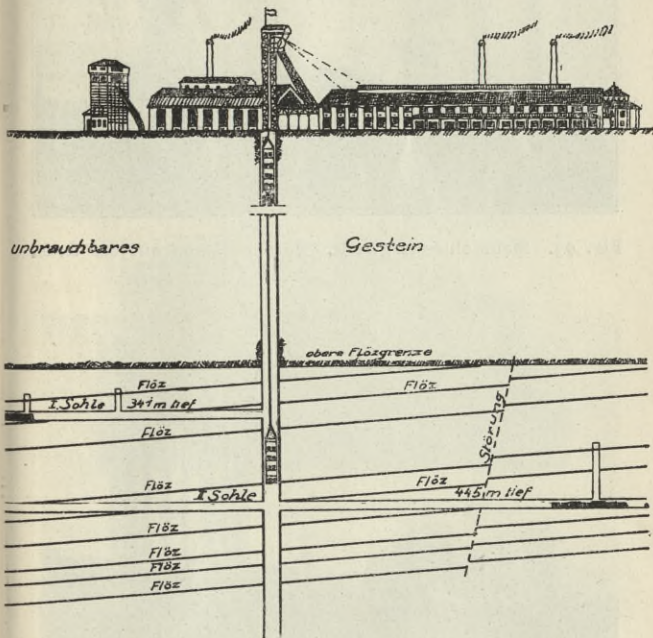 unbrauchbares Gestein
obere Flözgrenze
Flöz Flöz
I. Sohle 341 m tief
Störung
Flöz
Flöz Flöz
II Sohle 445 m tief
Flöz
Flöz
Flöz
Flöz
Flöz